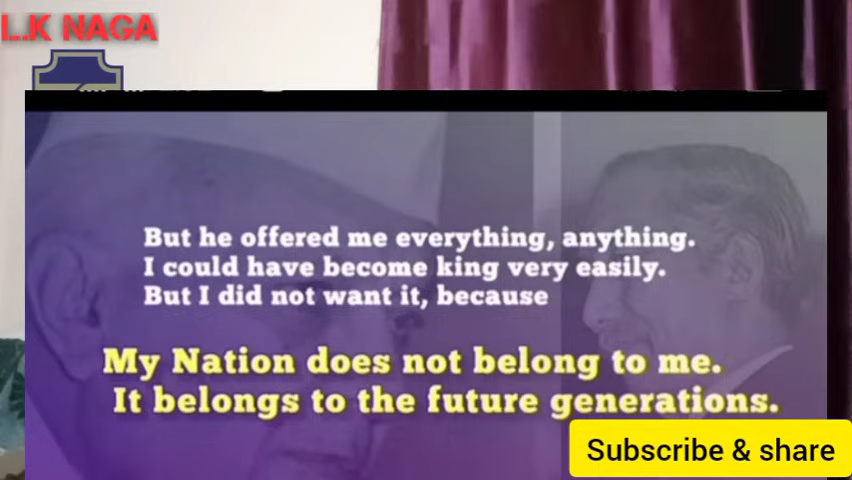 L.K NAGA
But he offered me everything, anything.
I could have become king very easily.
But I did not want it, because
My Nation does not belong to me.
It belongs to the future generations.
Subscribe & share